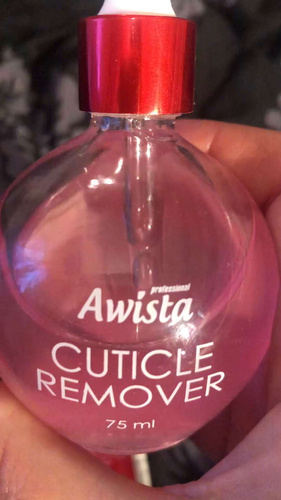 professional
Awista
CUTICLE
REMOVER
75 ml